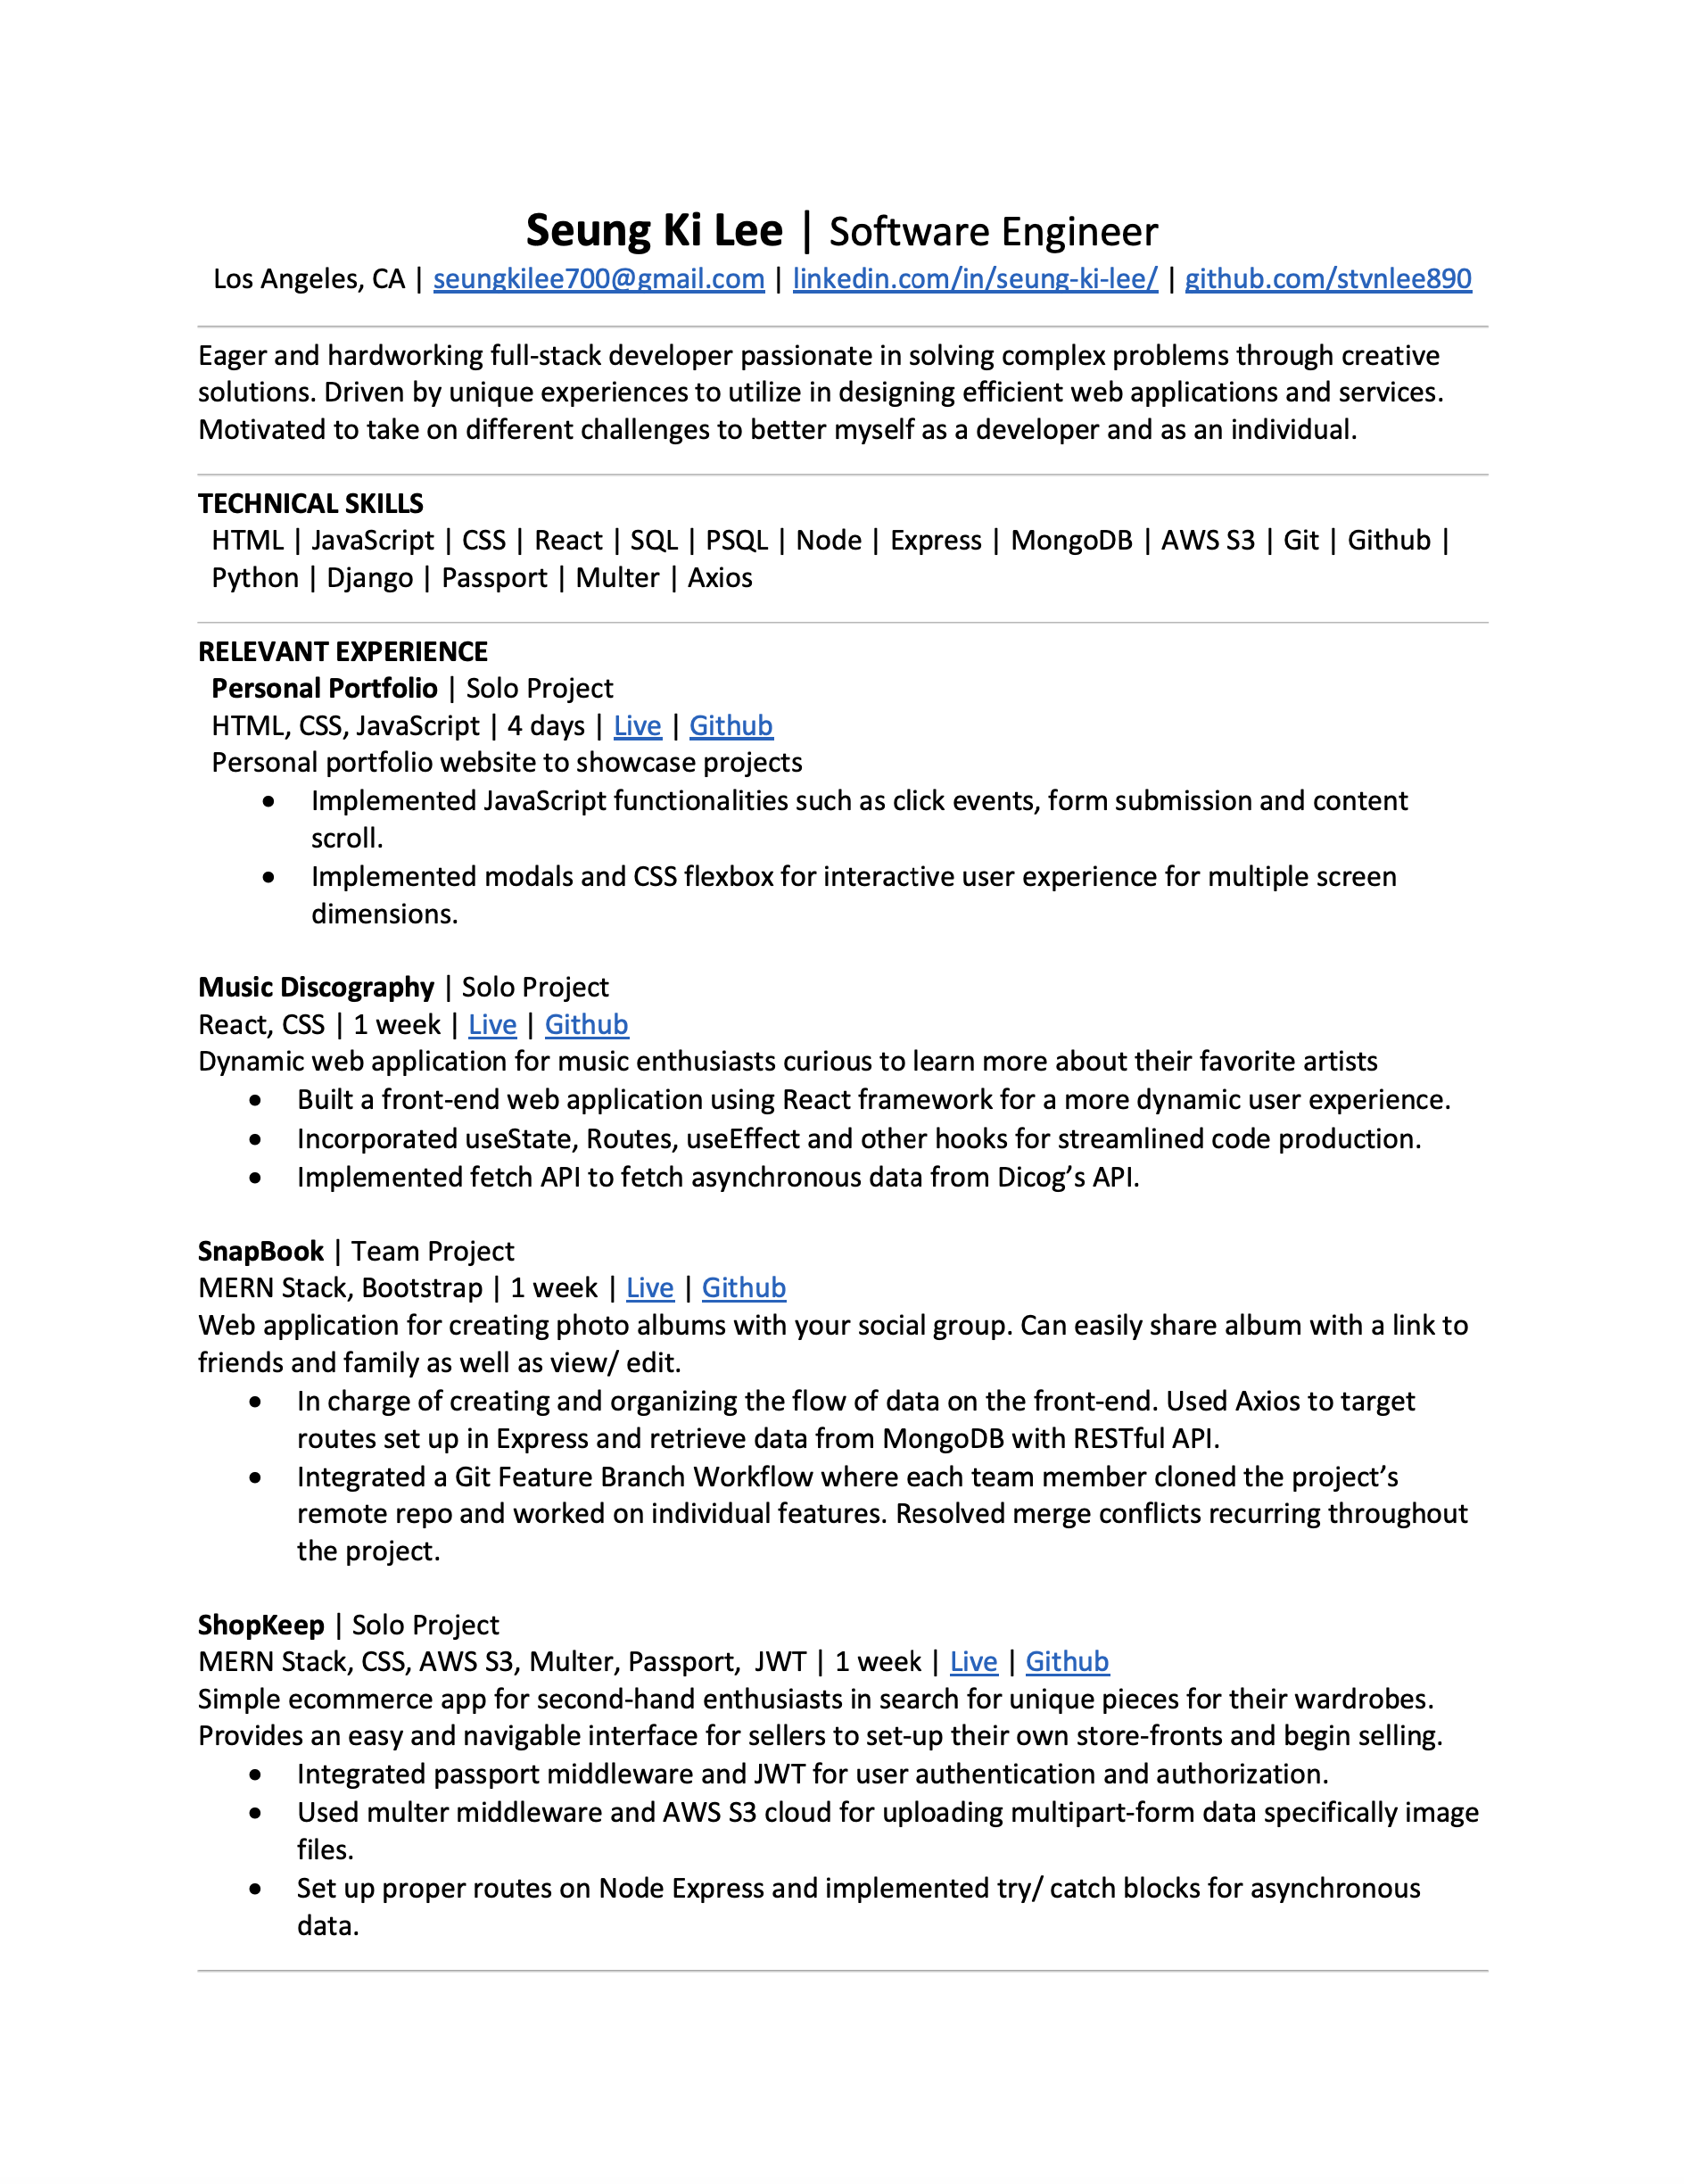 Seung Ki Lee | Software Engineer
Los Angeles, CA | seungkilee700@gmail.com | linkedin.com/in/seung-ki-lee/ | github.com/stvnlee890
Eager and hardworking full-stack developer passionate in solving complex problems through creative
solutions. Driven by unique experiences to utilize in designing efficient web applications and services.
Motivated to take on different challenges to better myself as a developer and as an individual.
TECHNICAL SKILLS
HTML | JavaScript | CSS | React | SQL | PSQL | Node | Express | MongoDB | AWS S3 | Git | Github |
Python | Django | Passport | Multer | Axios
RELEVANT EXPERIENCE
Personal Portfolio | Solo Project
HTML, CSS, JavaScript | 4 days | Live | Github
Personal portfolio website to showcase projects
• Implemented JavaScript functionalities such as click events, form submission and content
scroll.
• Implemented modals and CSS flexbox for interactive user experience for multiple screen
dimensions.
Music Discography | Solo Project
React, CSS | 1 week | Live | Github
Dynamic web application for music enthusiasts curious to learn more about their favorite artists
• Built a front-end web application using React framework for a more dynamic user experience.
• Incorporated useState, Routes, useEffect and other hooks for streamlined code production.
• Implemented fetch API to fetch asynchronous data from Dicog’s API.
SnapBook | Team Project
MERN Stack, Bootstrap | 1 week | Live | Github
Web application for creating photo albums with your social group. Can easily share album with a link to
friends and family as well as view/ edit.
• In charge of creating and organizing the flow of data on the front-end. Used Axios to target
routes set up in Express and retrieve data from MongoDB with RESTful API.
• Integrated a Git Feature Branch Workflow where each team member cloned the project’s
remote repo and worked on individual features. Resolved merge conflicts recurring throughout
the project.
ShopKeep | Solo Project
MERN Stack, CSS, AWS S3, Multer, Passport,  JWT | 1 week | Live | Github
Simple ecommerce app for second-hand enthusiasts in search for unique pieces for their wardrobes.
Provides an easy and navigable interface for sellers to set-up their own store-fronts and begin selling.
• Integrated passport middleware and JWT for user authentication and authorization.
• Used multer middleware and AWS S3 cloud for uploading multipart-form data specifically image
files.
• Set up proper routes on Node Express and implemented try/ catch blocks for asynchronous
data.